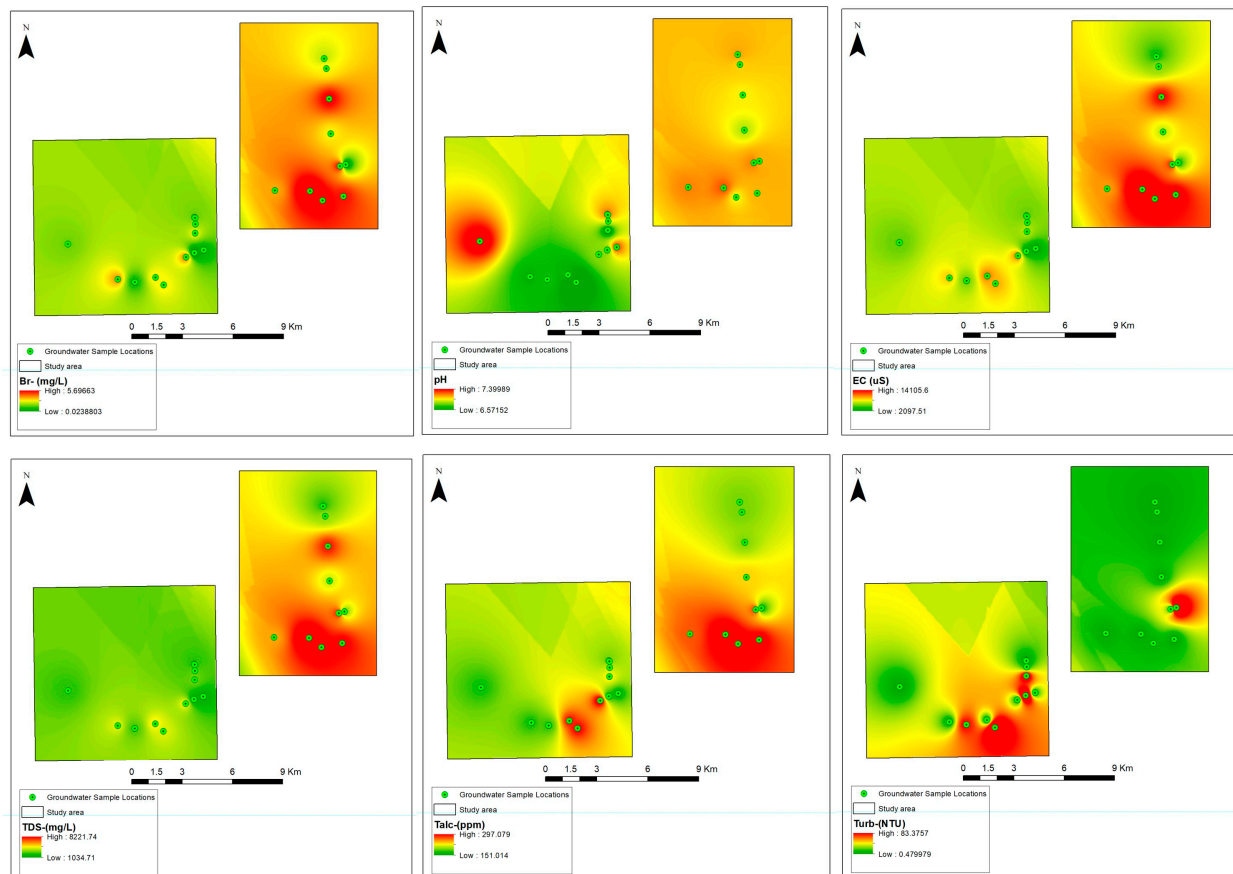 N
0 1.5 3 6 9 Km
Groundwater Sample Locations
Study area
Br- (mg/L)
High : 5.69663
Low : 0.0238803
N
0 1.5 3 6 9 Km
Groundwater Sample Locations
Study area
pH
High : 7.39989
Low : 6.57152
N
0 1.5 3 6 9 Km
Groundwater Sample Locations
Study area
EC (uS)
High : 14105.6
Low : 2097.51
N
0 1.5 3 6 9 Km
Groundwater Sample Locations
Study area
TDS-(mg/L)
High : 8221.74
Low : 1034.71
N
0 1.5 3 6 9 Km
Groundwater Sample Locations
Study area
Talc-(ppm)
High : 297.079
Low : 151.014
N
0 1.5 3 6 9 Km
Groundwater Sample Locations
Study area
Turb-(NTU)
High : 83.3757
Low : 0.479979